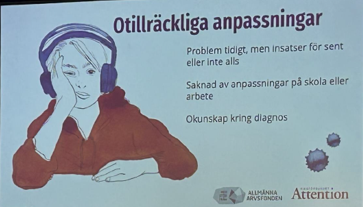 Otillräckliga anpassningar
Problem tidigt, men insatser för sent
eller inte alls
Saknad av anpassningar på skola eller
arbete
Okunskap kring diagnos
ALLMÄNNA
ARVSFONDEN
Attention